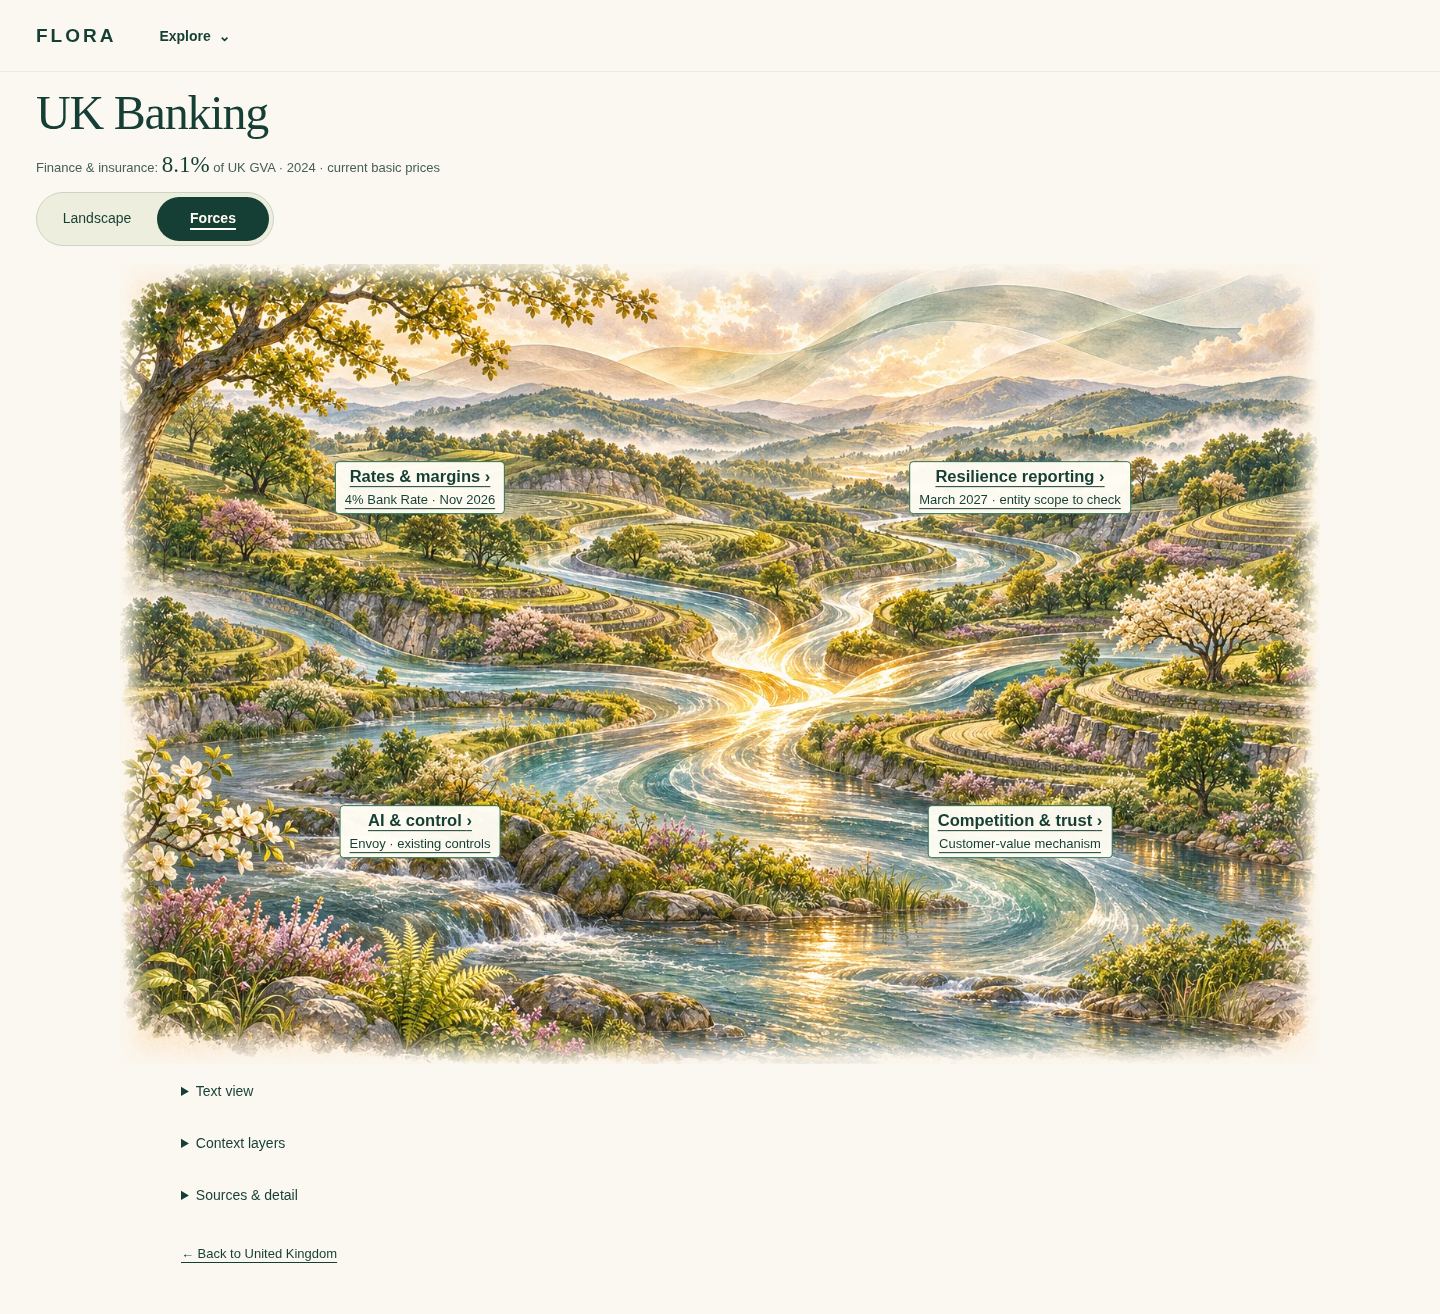 FLORA
Explore ⌄
UK Banking
Finance & insurance: 8.1% of UK GVA · 2024 · current basic prices
Landscape
Forces
Rates & margins ›
4% Bank Rate · Nov 2026
Resilience reporting ›
March 2027 · entity scope to check
AI & control ›
Envoy · existing controls
Competition & trust ›
Customer-value mechanism
▶ Text view
▶ Context layers
▶ Sources & detail
← Back to United Kingdom